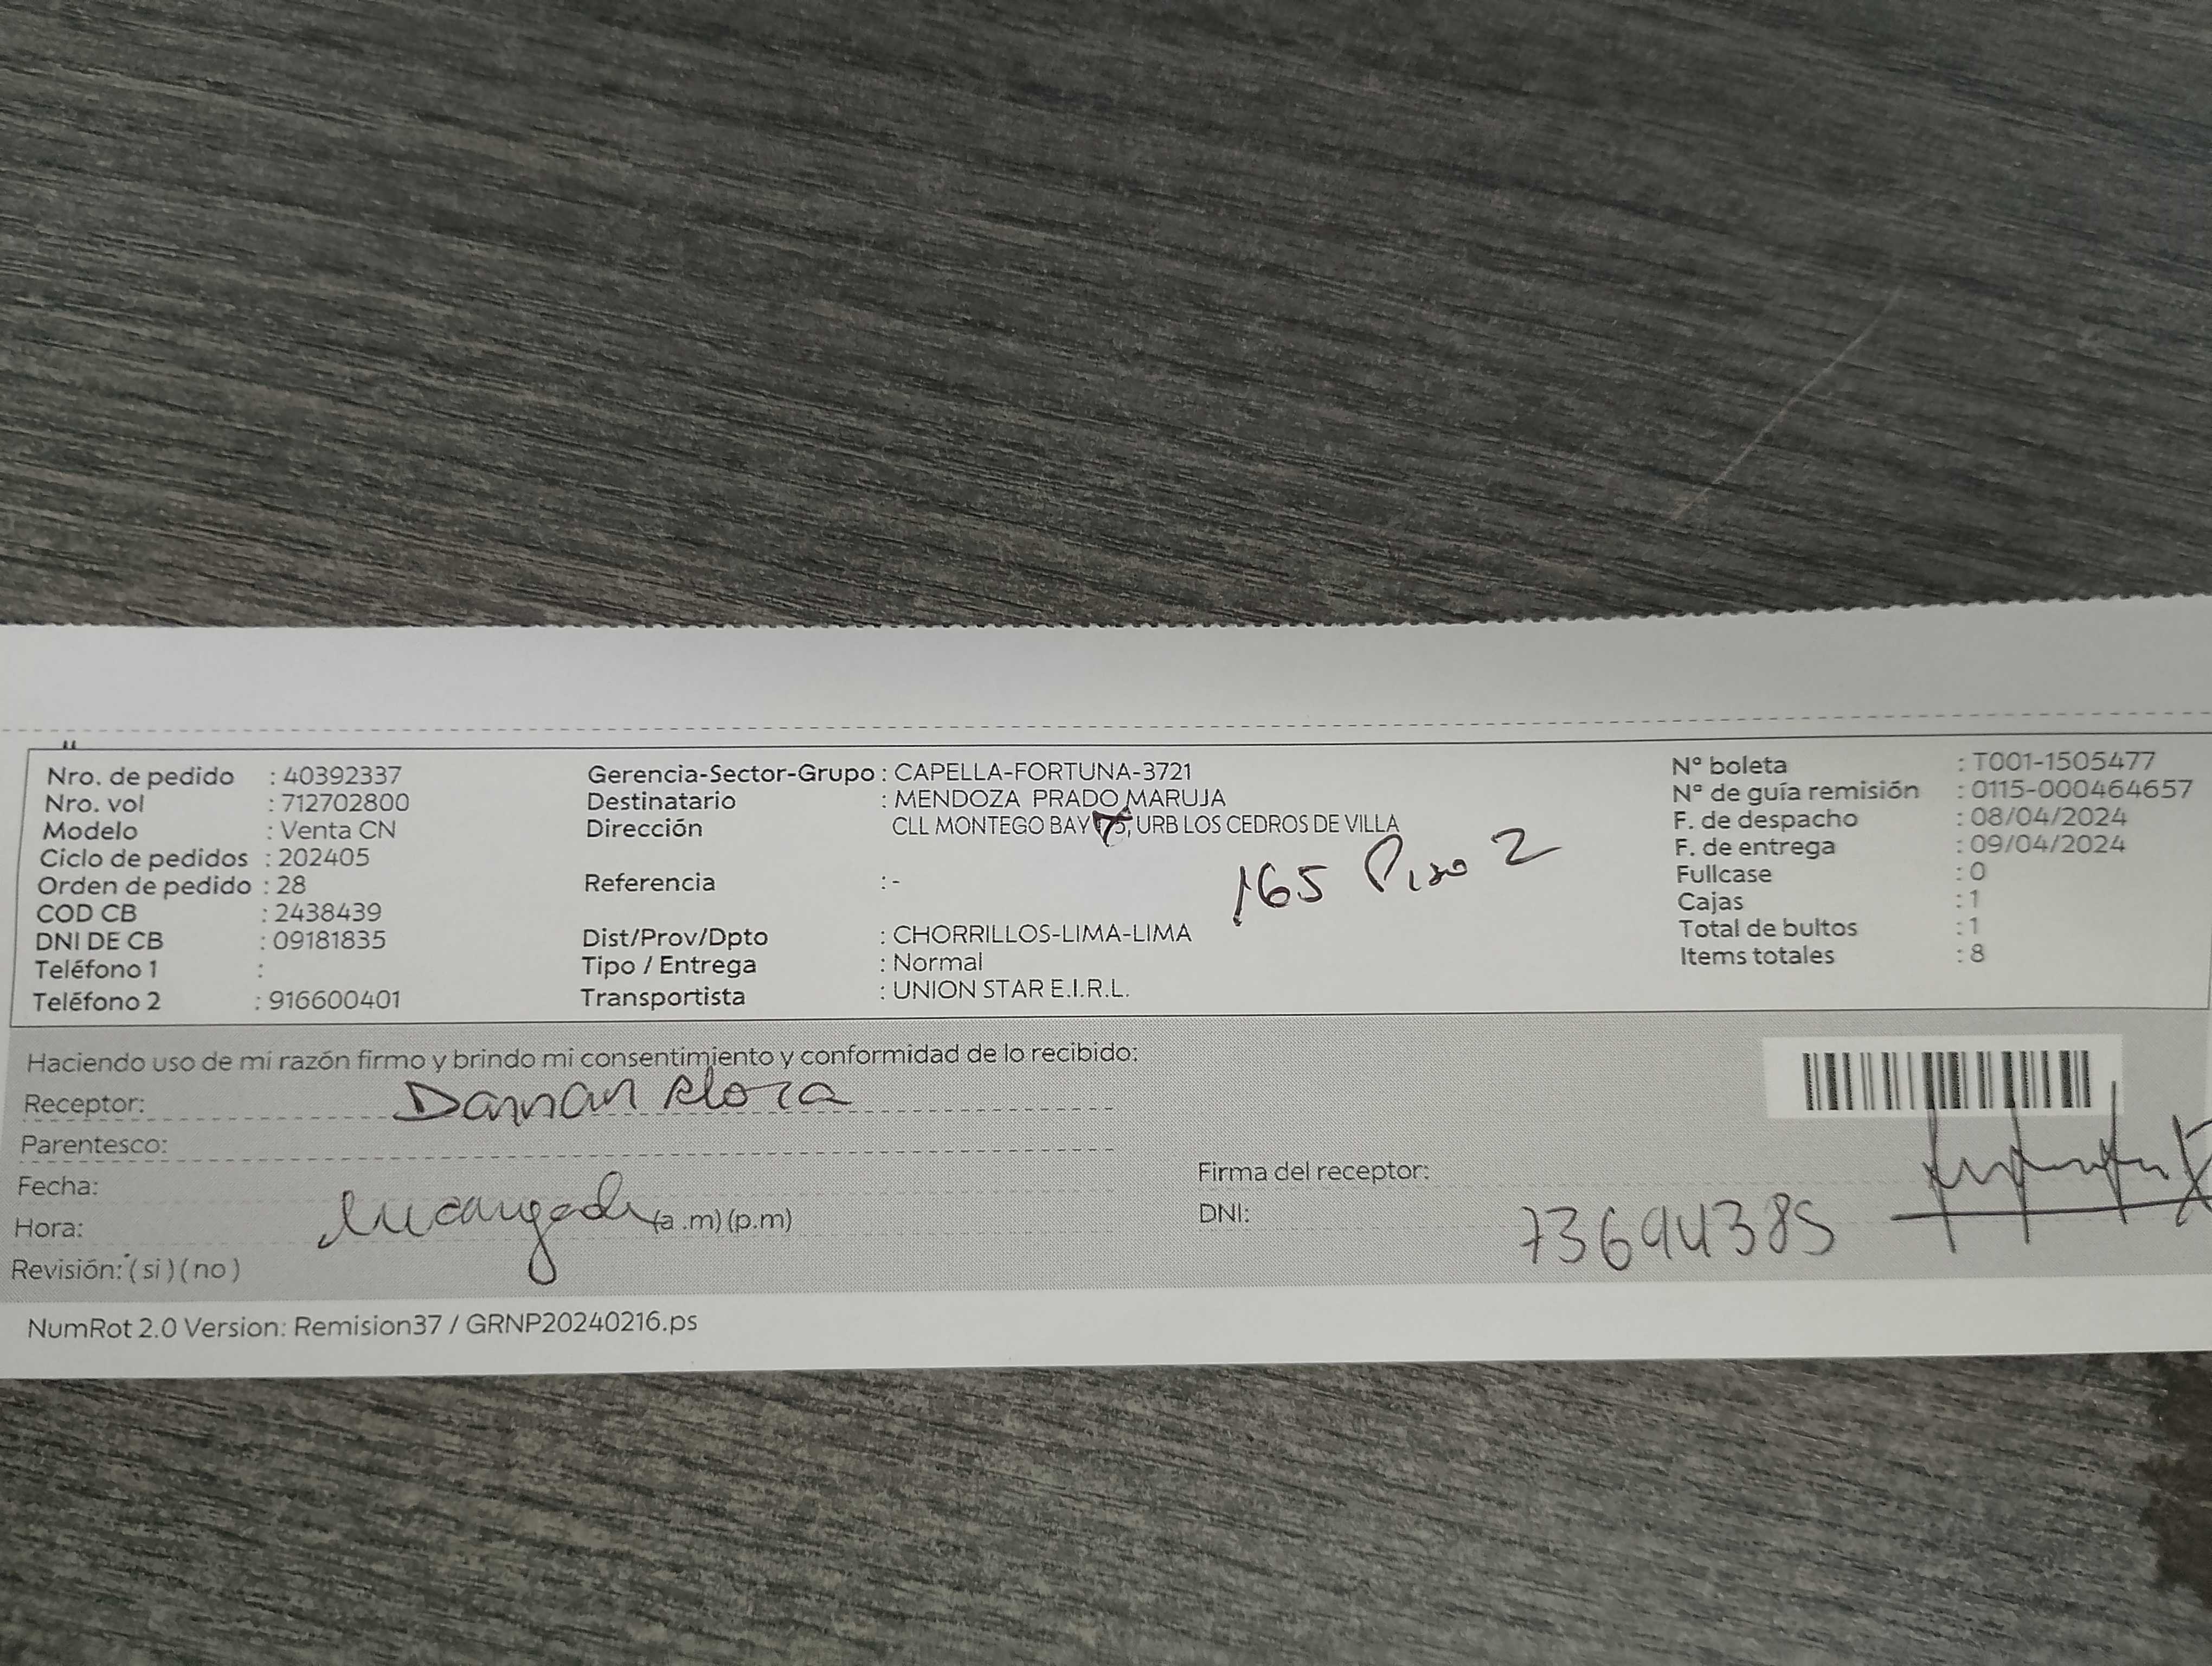 Nro. de pedido : 40392337
Nro. vol : 712702800
Modelo : Venta CN
Ciclo de pedidos : 202405
Orden de pedido : 28
COD CB : 2438439
DNI DE CB : 09181835
Teléfono 1 :
Teléfono 2 : 916600401
Gerencia-Sector-Grupo : CAPELLA-FORTUNA-3721
Destinatario : MENDOZA PRADO MARUJA
Dirección CLL MONTEGO BAY , URB LOS CEDROS DE VILLA
165 Piso 2
Referencia : -
Dist/Prov/Dpto : CHORRILLOS-LIMA-LIMA
Tipo / Entrega : Normal
Transportista : UNION STAR E.I.R.L.
N° boleta : T001-1505477
N° de guía remisión : 0115-000464657
F. de despacho : 08/04/2024
F. de entrega : 09/04/2024
Fullcase : 0
Cajas : 1
Total de bultos : 1
Items totales : 8
Haciendo uso de mi razón firmo y brindo mi consentimiento y conformidad de lo recibido:
Receptor:
Parentesco:
Fecha:
Hora: (a .m) (p.m)
Revisión: (si) (no)
Firma del receptor:
DNI: 73694385
NumRot 2.0 Version: Remision37 / GRNP20240216.ps